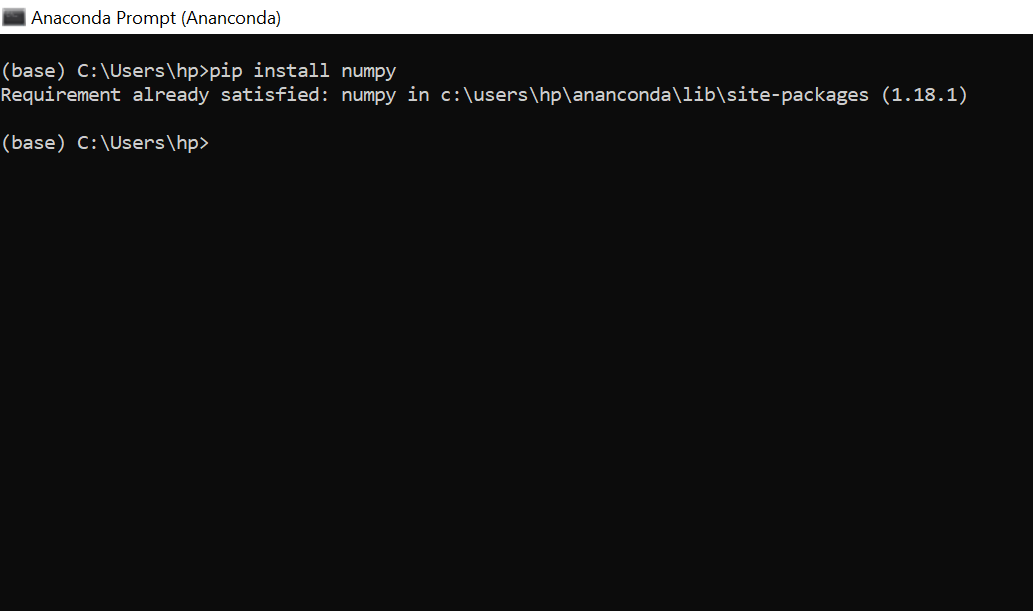 Anaconda Prompt (Ananconda)
(base) C:\Users\hp>pip install numpy
Requirement already satisfied: numpy in c:\users\hp\ananconda\lib\site-packages (1.18.1)
(base) C:\Users\hp>